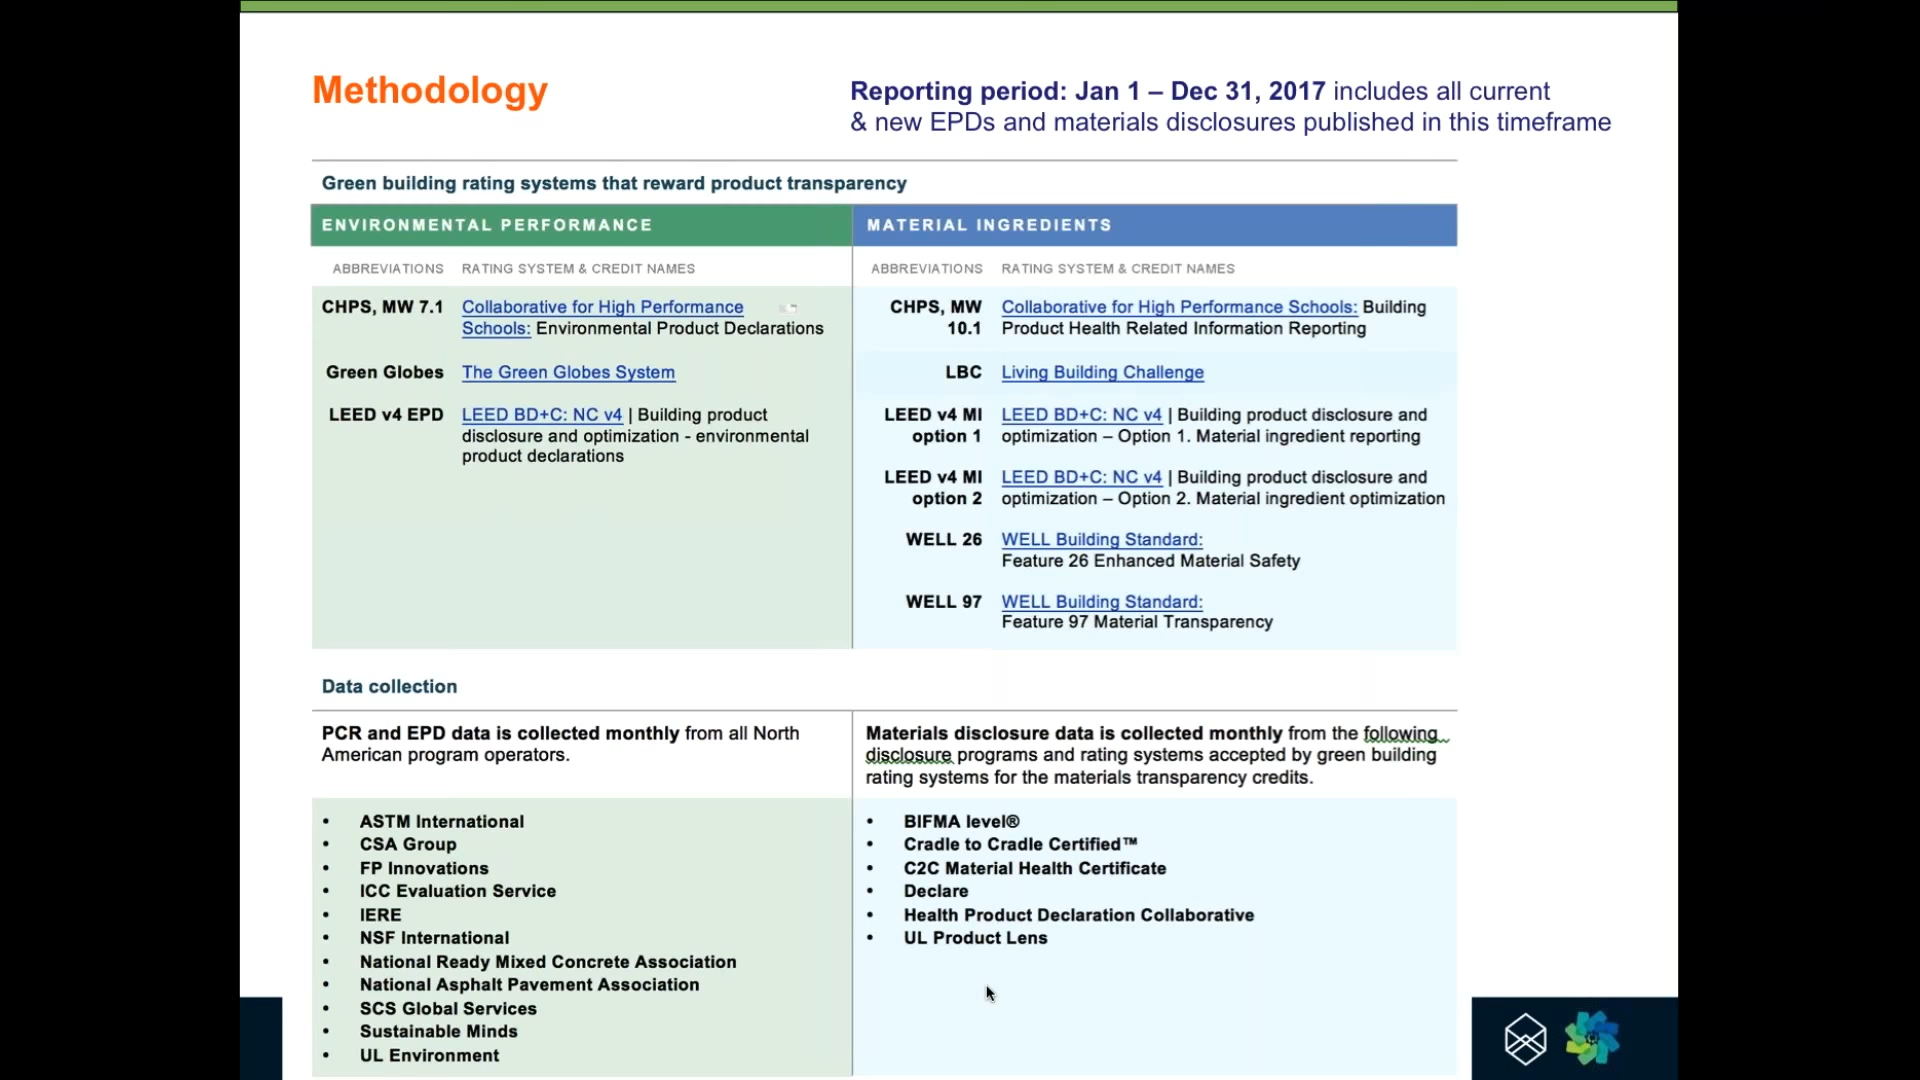 Methodology
Reporting period: Jan 1 – Dec 31, 2017 includes all current
& new EPDs and materials disclosures published in this timeframe
Green building rating systems that reward product transparency
ENVIRONMENTAL PERFORMANCE
ABBREVIATIONS RATING SYSTEM & CREDIT NAMES
CHPS, MW 7.1 Collaborative for High Performance
Schools: Environmental Product Declarations
Green Globes The Green Globes System
LEED v4 EPD LEED BD+C: NC v4 | Building product
disclosure and optimization - environmental
product declarations
MATERIAL INGREDIENTS
ABBREVIATIONS RATING SYSTEM & CREDIT NAMES
CHPS, MW Collaborative for High Performance Schools: Building
10.1 Product Health Related Information Reporting
LBC Living Building Challenge
LEED v4 MI LEED BD+C: NC v4 | Building product disclosure and
option 1 optimization – Option 1. Material ingredient reporting
LEED v4 MI LEED BD+C: NC v4 | Building product disclosure and
option 2 optimization – Option 2. Material ingredient optimization
WELL 26 WELL Building Standard:
Feature 26 Enhanced Material Safety
WELL 97 WELL Building Standard:
Feature 97 Material Transparency
Data collection
PCR and EPD data is collected monthly from all North
American program operators.
• ASTM International
• CSA Group
• FP Innovations
• ICC Evaluation Service
• IERE
• NSF International
• National Ready Mixed Concrete Association
• National Asphalt Pavement Association
• SCS Global Services
• Sustainable Minds
• UL Environment
Materials disclosure data is collected monthly from the following
disclosure programs and rating systems accepted by green building
rating systems for the materials transparency credits.
• BIFMA level®
• Cradle to Cradle Certified™
• C2C Material Health Certificate
• Declare
• Health Product Declaration Collaborative
• UL Product Lens